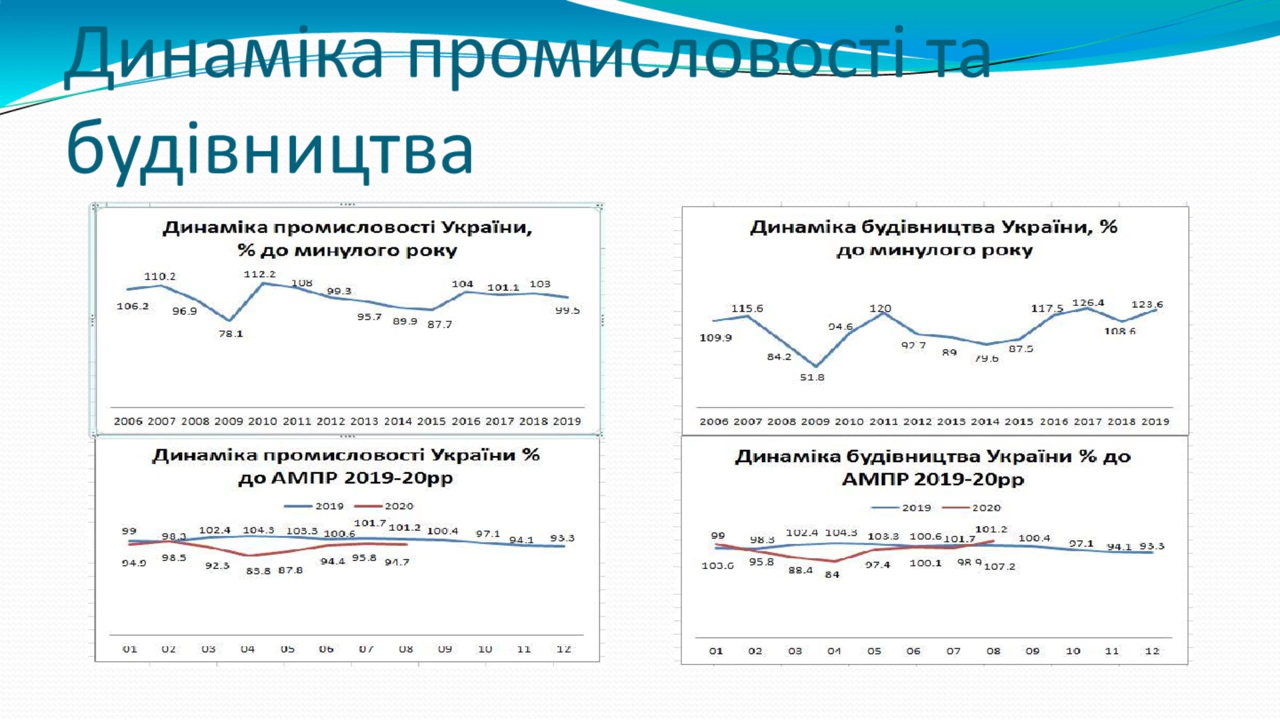 Динаміка промисловості та
будівництва
Динаміка промисловості України,
% до минулого року
106.2 110.2 96.9 78.1 112.2 108 99.3 95.7 89.9 87.7 104 101.1 103 99.5
2006 2007 2008 2009 2010 2011 2012 2013 2014 2015 2016 2017 2018 2019
Динаміка будівництва України, %
до минулого року
109.9 115.6 84.2 51.8 94.6 120 92.7 89 79.6 87.5 117.5 126.4 108.6 123.6
2006 2007 2008 2009 2010 2011 2012 2013 2014 2015 2016 2017 2018 2019
Динаміка промисловості України %
до АМПР 2019-20рр
2019 2020
99 98.3 102.4 104.3 103.3 100.6 101.7 101.2 100.4 97.1 94.1 93.3
94.9 98.5 92.3 85.8 87.8 94.4 95.8 94.7
01 02 03 04 05 06 07 08 09 10 11 12
Динаміка будівництва України % до
АМПР 2019-20рр
2019 2020
99 98.3 102.4 104.3 103.3 100.6 101.7 101.2 100.4 97.1 94.1 93.3
103.6 95.8 88.4 84 97.4 100.1 98.9 107.2
01 02 03 04 05 06 07 08 09 10 11 12